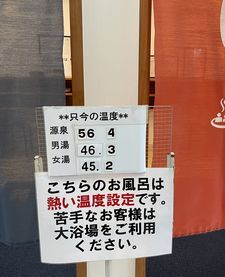 **只今の温度**
源泉 56 4
男湯 46. 3
女湯 45. 2
こちらのお風呂は
熱い温度設定です。
苦手なお客様は
大浴場をご利用
ください。